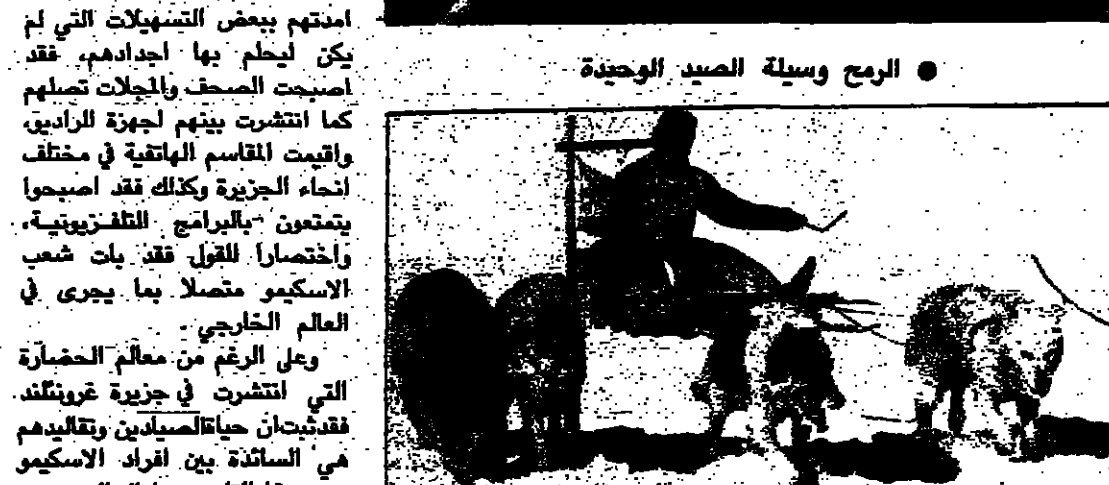 امدتهم ببعض التسهيلات التي لم
يكن ليحلم بها اجدادهم، فقد
اصبحت الصحف والمجلات تصلهم
كما انتشرت بينهم اجهزة للراديو،
واقيمت المقاسم الهاتفية في مختلف
انحاء الجزيرة وكذلك فقد اصبحوا
يتمتعون بالبرامج التلفزيونية،
واختصارا للقول فقد بات شعب
الاسكيمو متصلا بما يجرى في
العالم الخارجي .
وعلى الرغم من معالم الحضارة
التي انتشرت في جزيرة غروينلند
فقد ثبت ان حياة الصيادين وتقاليدهم
هي السائدة بين افراد الاسكيمو
● الرمح وسيلة الصيد الوحيدة